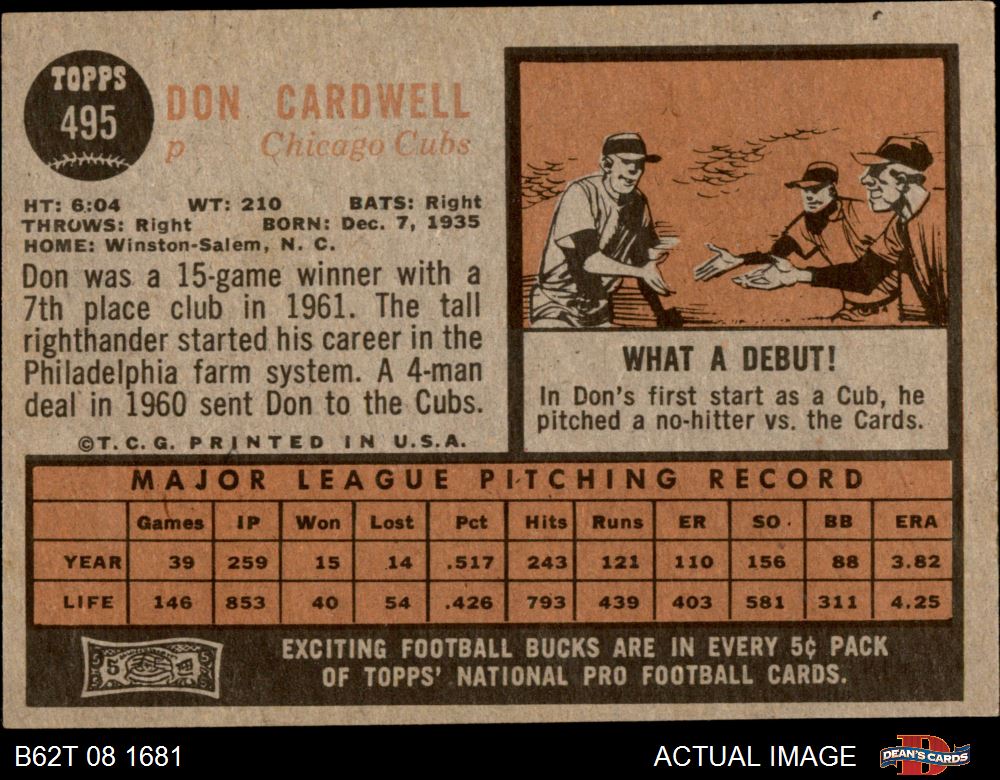 TOPPS
495
DON CARDWELL
p Chicago Cubs
HT: 6:04 WT: 210 BATS: Right
THROWS: Right BORN: Dec. 7, 1935
HOME: Winston-Salem, N. C.
Don was a 15-game winner with a
7th place club in 1961. The tall
righthander started his career in the
Philadelphia farm system. A 4-man
deal in 1960 sent Don to the Cubs.
©T.C.G. PRINTED IN U.S.A.
WHAT A DEBUT!
In Don's first start as a Cub, he
pitched a no-hitter vs. the Cards.
MAJOR LEAGUE PITCHING RECORD
Games IP Won Lost Pct Hits Runs ER SO BB ERA
YEAR 39 259 15 14 .517 243 121 110 156 88 3.82
LIFE 146 853 40 54 .426 793 439 403 581 311 4.25
5
EXCITING FOOTBALL BUCKS ARE IN EVERY 5¢ PACK
OF TOPPS' NATIONAL PRO FOOTBALL CARDS.
B62T 08 1681 ACTUAL IMAGE
D
DEAN'S CARDS